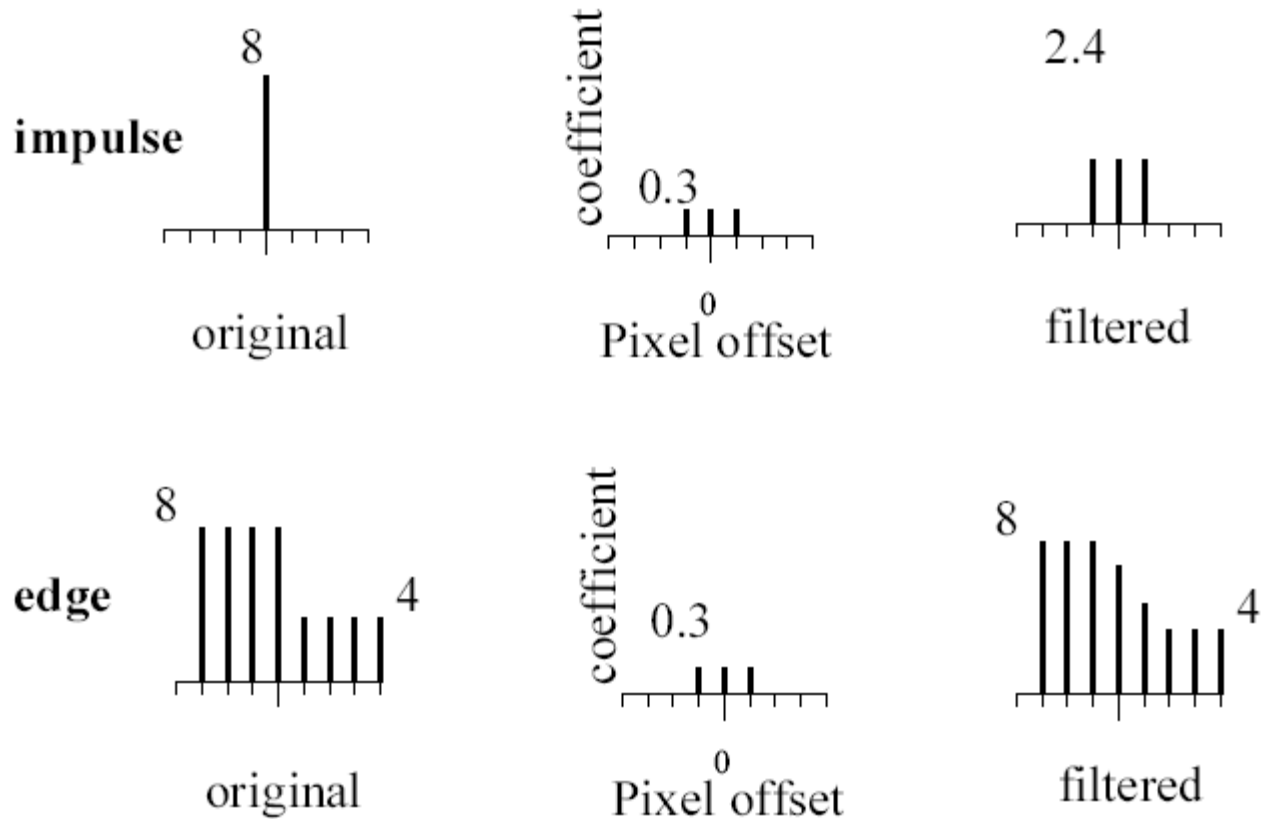 8
coefficient
2.4
impulse
0.3
0
original
Pixel offset
filtered
8
coefficient
8
edge
4
0.3
4
0
original
Pixel offset
filtered